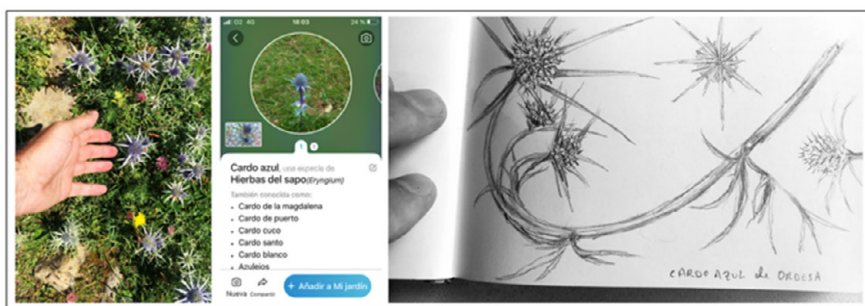 O2 4G 18:03 24 %
Cardo azul, una especie de
Hierbas del sapo(Eryngium)
También conocida como:
• Cardo de la magdalena
• Cardo de puerto
• Cardo cuco
• Cardo santo
• Cardo blanco
• Azulejos
Nueva Compartir + Añadir a Mi jardín
CARDO AZUL de ORDESA